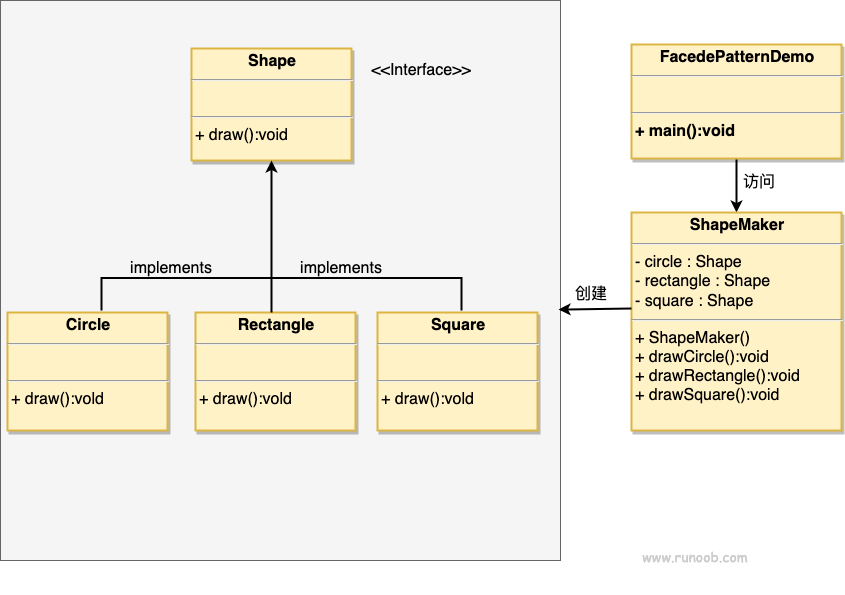 Shape
<<Interface>>
+ draw():void
implements
implements
Circle
+ draw():vold
Rectangle
+ draw():vold
Square
+ draw():vold
FacedePatternDemo
+ main():void
访问
ShapeMaker
- circle : Shape
- rectangle : Shape
- square : Shape
+ ShapeMaker()
+ drawCircle():void
+ drawRectangle():void
+ drawSquare():void
创建
www.runoob.com